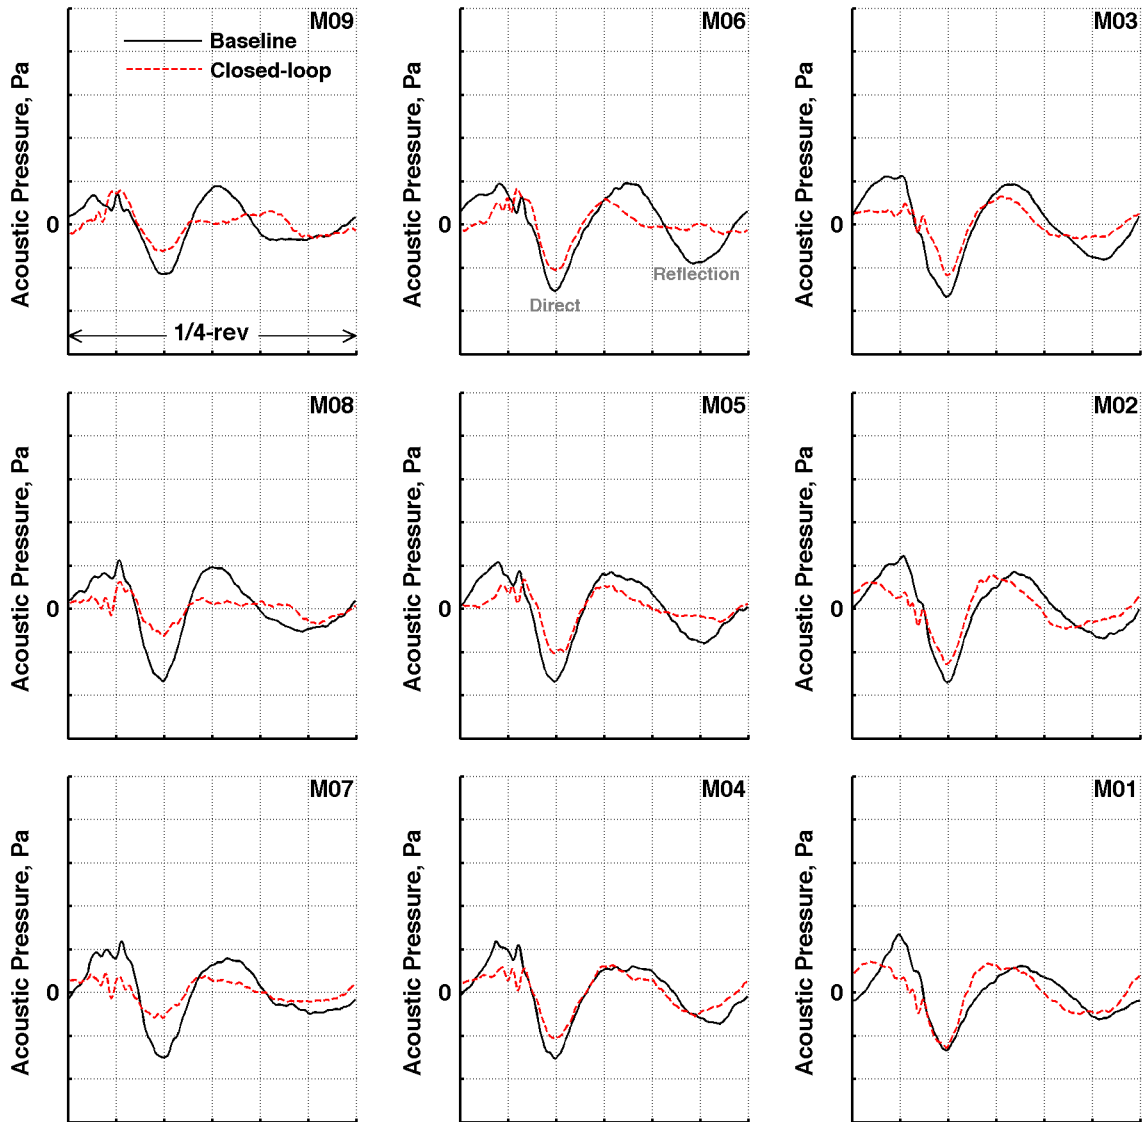 M09
Baseline
Closed-loop
Acoustic Pressure, Pa
0
1/4-rev
M06
Acoustic Pressure, Pa
0
Direct
Reflection
M03
Acoustic Pressure, Pa
0
M08
Acoustic Pressure, Pa
0
M05
Acoustic Pressure, Pa
0
M02
Acoustic Pressure, Pa
0
M07
Acoustic Pressure, Pa
0
M04
Acoustic Pressure, Pa
0
M01
Acoustic Pressure, Pa
0